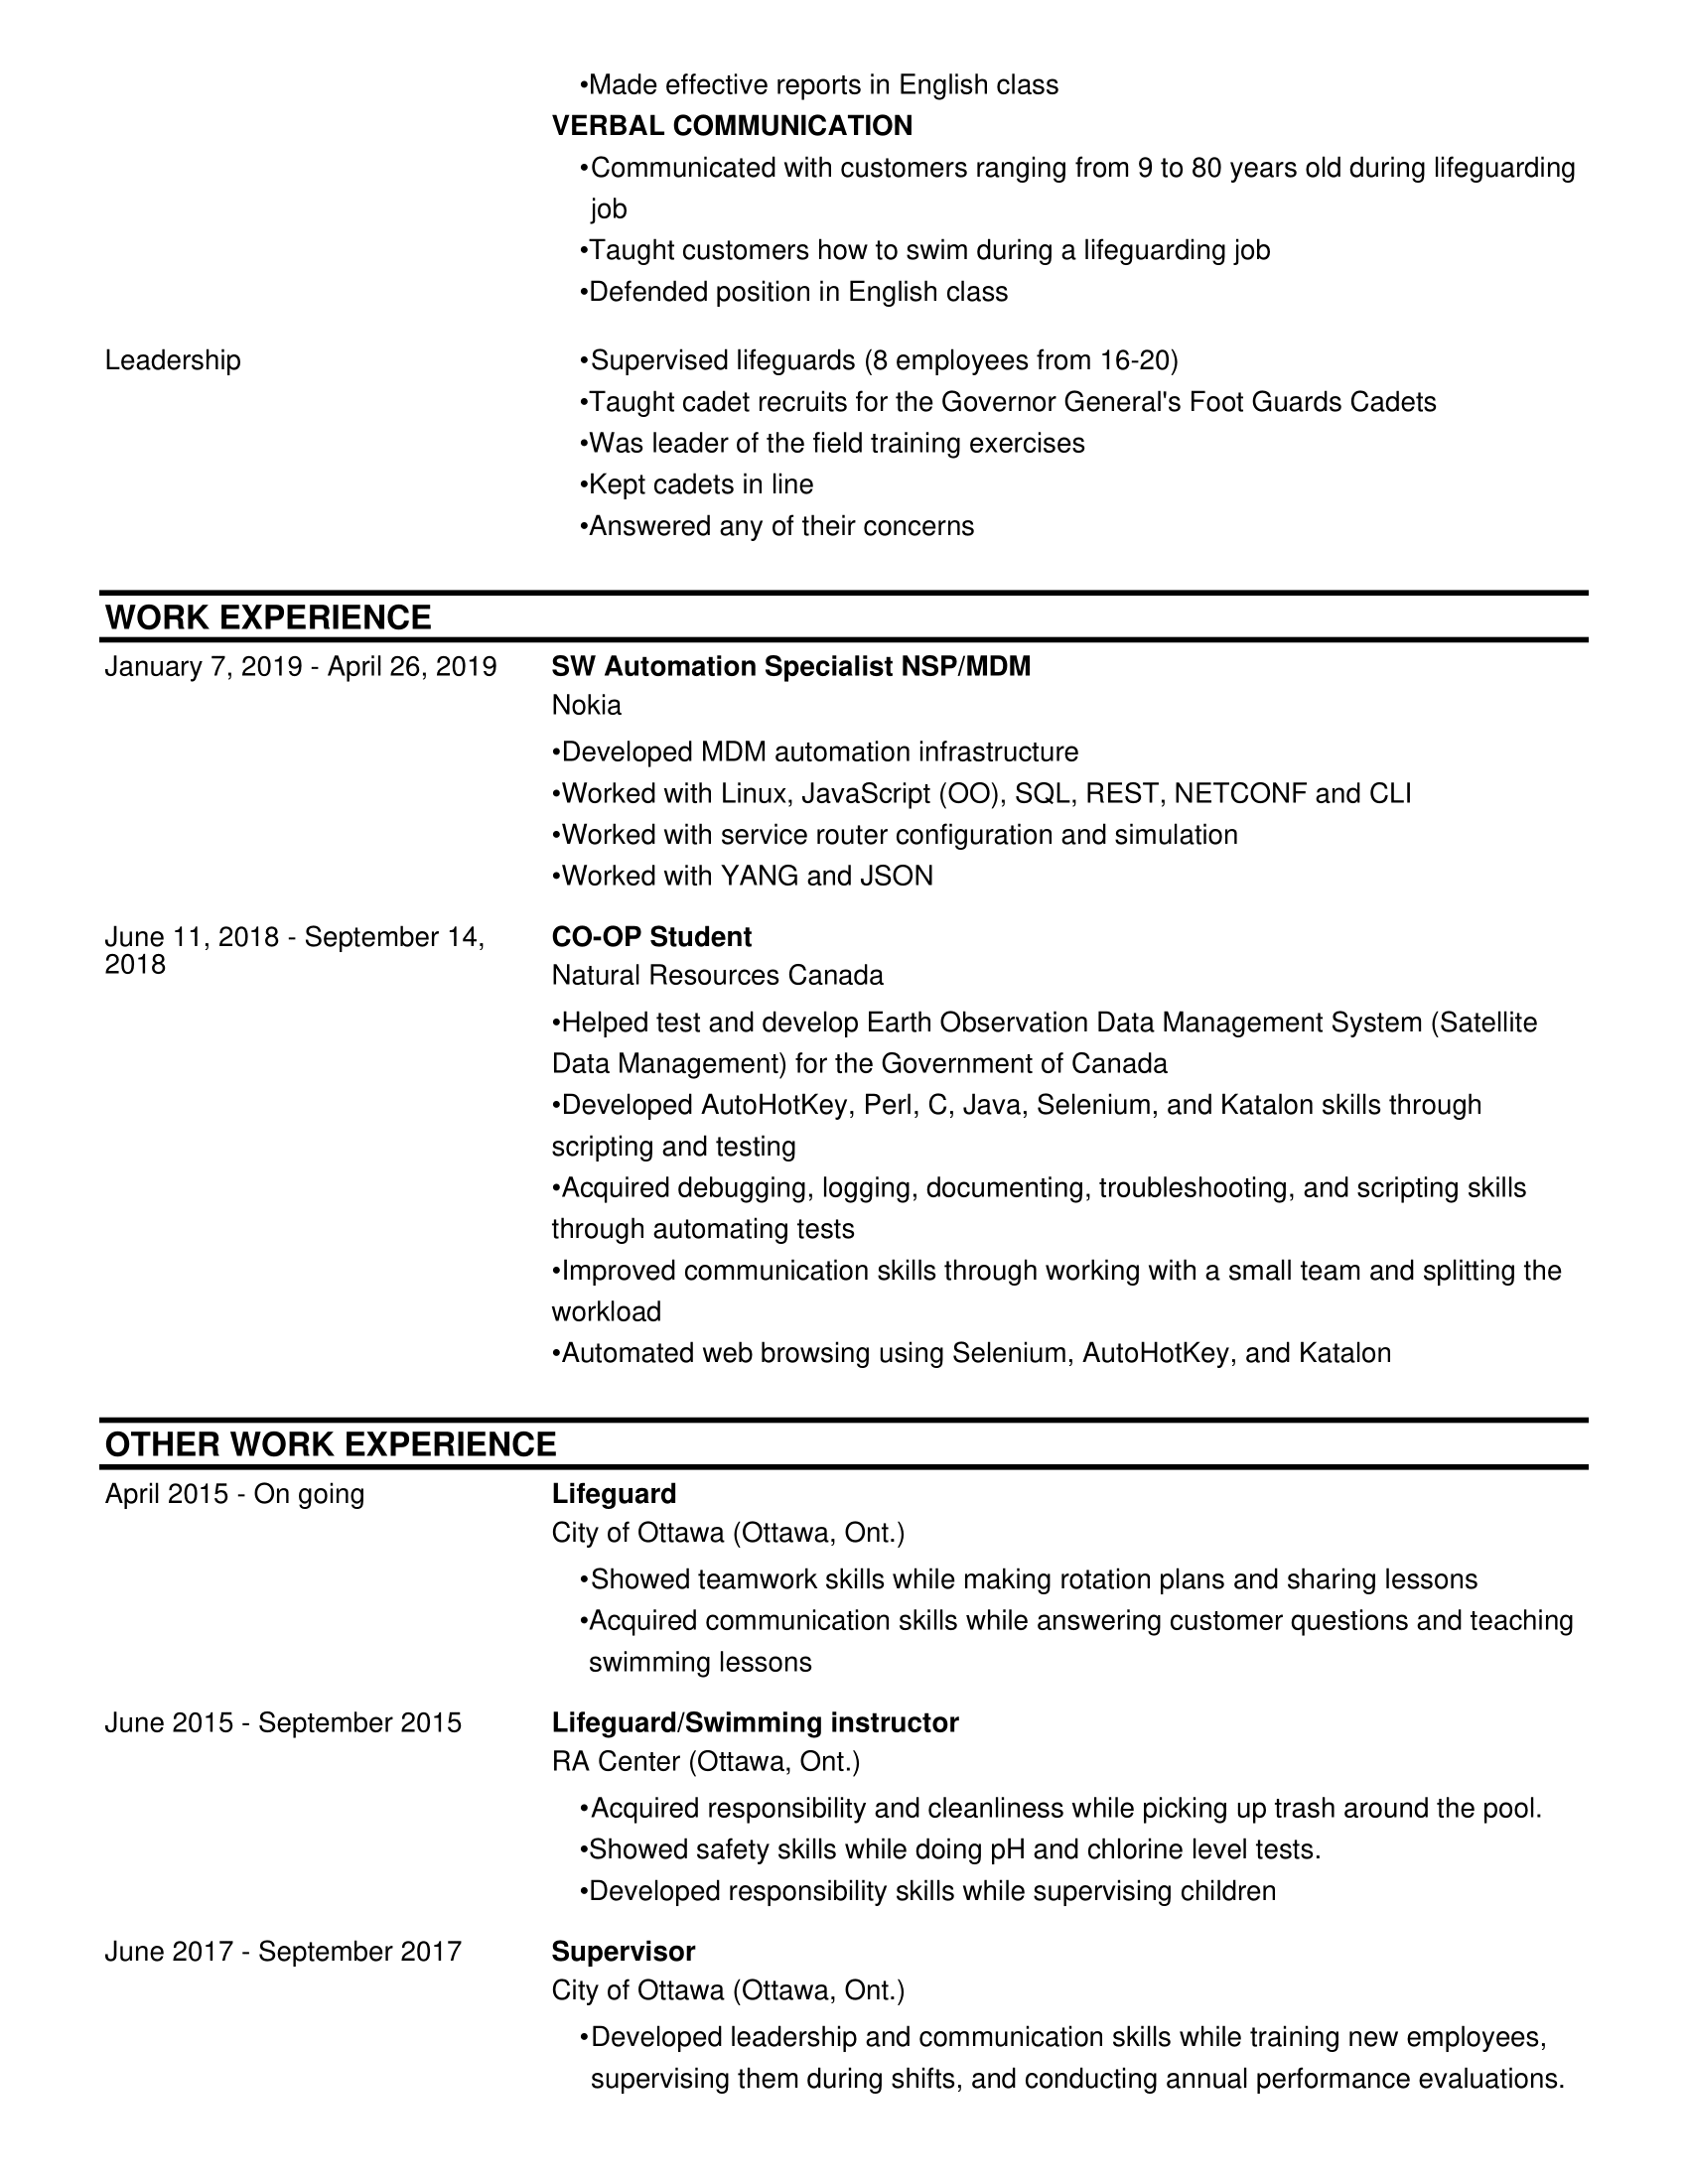 •Made effective reports in English class
VERBAL COMMUNICATION
•Communicated with customers ranging from 9 to 80 years old during lifeguarding
job
•Taught customers how to swim during a lifeguarding job
•Defended position in English class
Leadership
•Supervised lifeguards (8 employees from 16-20)
•Taught cadet recruits for the Governor General's Foot Guards Cadets
•Was leader of the field training exercises
•Kept cadets in line
•Answered any of their concerns
WORK EXPERIENCE
January 7, 2019 - April 26, 2019
SW Automation Specialist NSP/MDM
Nokia
•Developed MDM automation infrastructure
•Worked with Linux, JavaScript (OO), SQL, REST, NETCONF and CLI
•Worked with service router configuration and simulation
•Worked with YANG and JSON
June 11, 2018 - September 14,
2018
CO-OP Student
Natural Resources Canada
•Helped test and develop Earth Observation Data Management System (Satellite
Data Management) for the Government of Canada
•Developed AutoHotKey, Perl, C, Java, Selenium, and Katalon skills through
scripting and testing
•Acquired debugging, logging, documenting, troubleshooting, and scripting skills
through automating tests
•Improved communication skills through working with a small team and splitting the
workload
•Automated web browsing using Selenium, AutoHotKey, and Katalon
OTHER WORK EXPERIENCE
April 2015 - On going
Lifeguard
City of Ottawa (Ottawa, Ont.)
•Showed teamwork skills while making rotation plans and sharing lessons
•Acquired communication skills while answering customer questions and teaching
swimming lessons
June 2015 - September 2015
Lifeguard/Swimming instructor
RA Center (Ottawa, Ont.)
•Acquired responsibility and cleanliness while picking up trash around the pool.
•Showed safety skills while doing pH and chlorine level tests.
•Developed responsibility skills while supervising children
June 2017 - September 2017
Supervisor
City of Ottawa (Ottawa, Ont.)
•Developed leadership and communication skills while training new employees,
supervising them during shifts, and conducting annual performance evaluations.